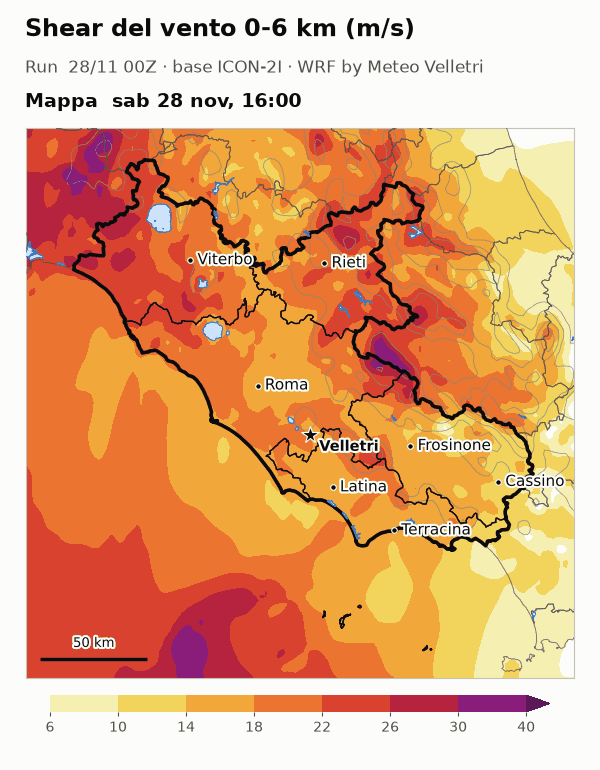 Shear del vento 0-6 km (m/s)
Run  28/11 00Z · base ICON-2I · WRF by Meteo Velletri
Mappa  sab 28 nov, 16:00
Viterbo
Rieti
Roma
Velletri
Frosinone
Latina
Cassino
Terracina
50 km
6 10 14 18 22 26 30 40